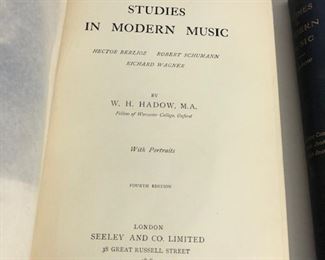 STUDIES
IN MODERN MUSIC
HECTOR BERLIOZ ROBERT SCHUMANN
RICHARD WAGNER
BY
W. H. HADOW, M.A.
Fellow of Worcester College, Oxford
With Portraits
FOURTH EDITION
LONDON
SEELEY AND CO. LIMITED
38 GREAT RUSSELL STREET